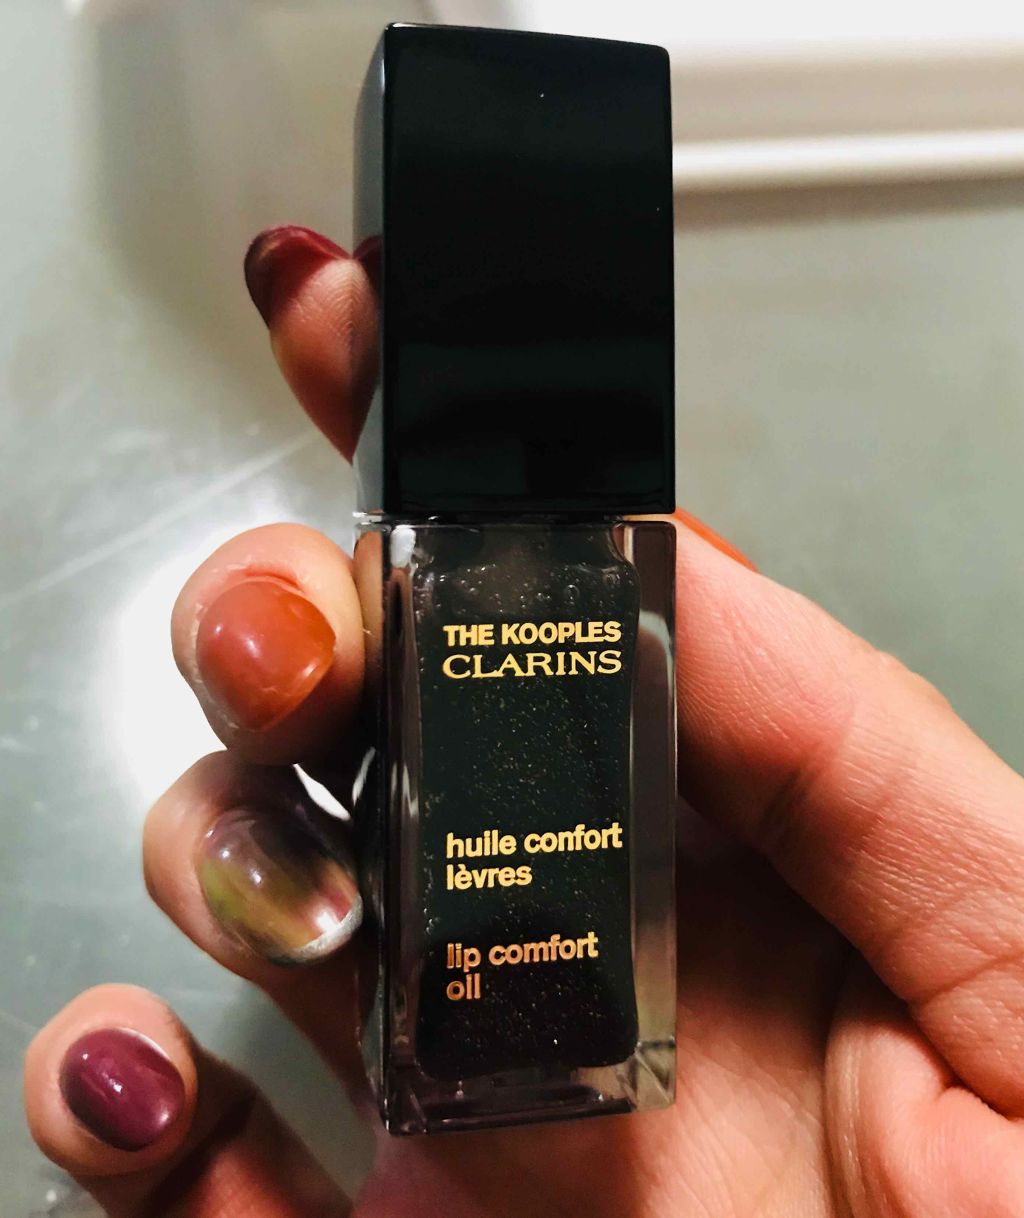 THE KOOPLES
CLARINS
huile confort
lèvres
lip comfort
oil